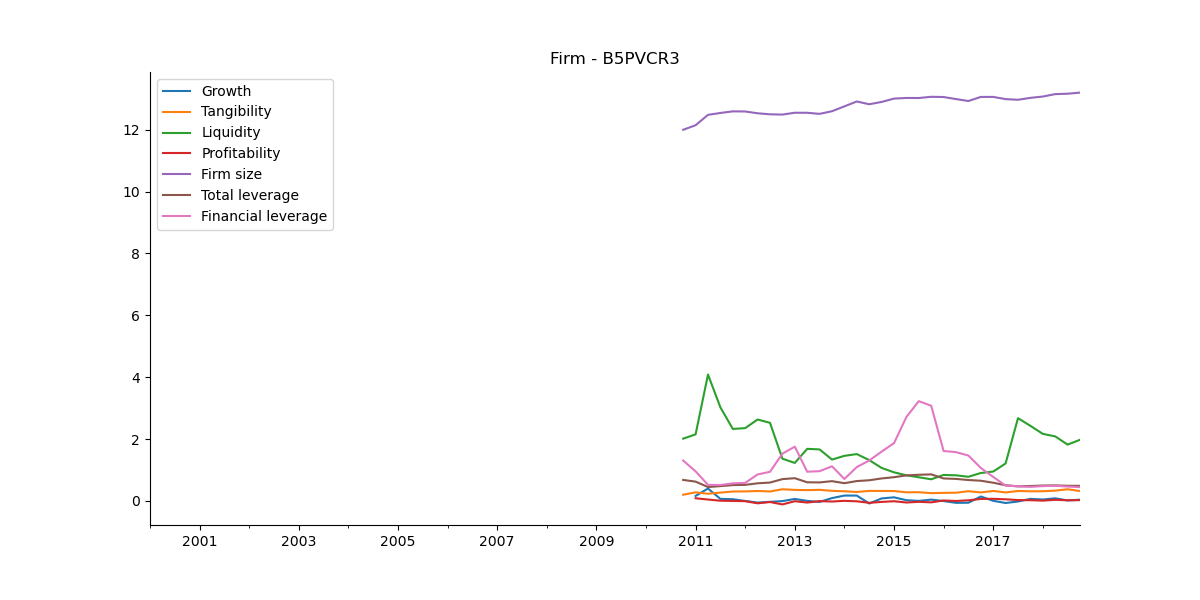 Firm - B5PVCR3
Growth
Tangibility
Liquidity
Profitability
Firm size
Total leverage
Financial leverage
12
10
8
6
4
2
0
2001 2003 2005 2007 2009 2011 2013 2015 2017